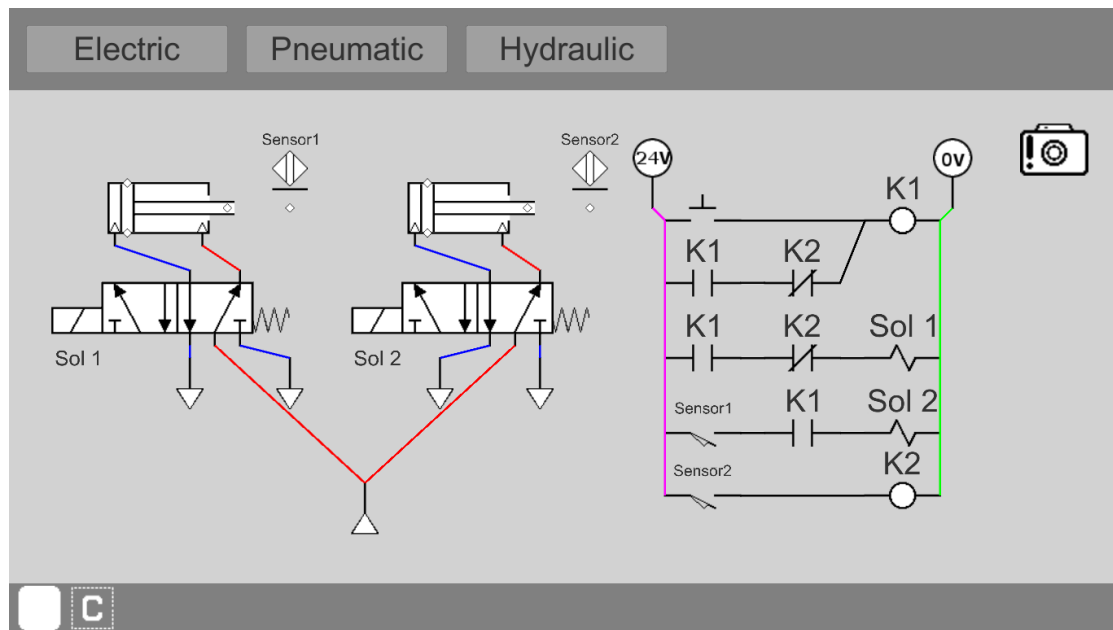 Electric Pneumatic Hydraulic
Sensor1 Sensor2
24V 0V
K1
K1 K2
K1 K2 Sol 1
Sol 1 Sol 2
Sensor1 K1 Sol 2
Sensor2 K2
C